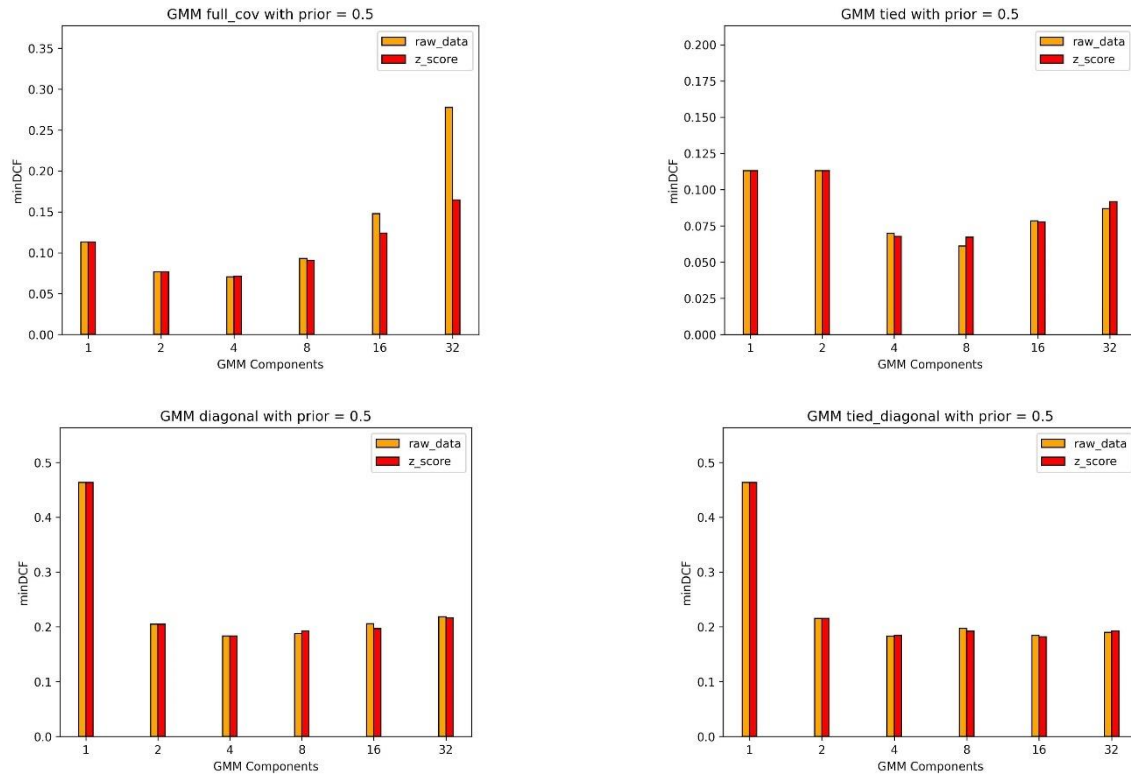 GMM full_cov with prior = 0.5
raw_data
z_score
minDCF
0.35
0.30
0.25
0.20
0.15
0.10
0.05
0.00
1 2 4 8 16 32
GMM Components
GMM tied with prior = 0.5
raw_data
z_score
minDCF
0.200
0.175
0.150
0.125
0.100
0.075
0.050
0.025
0.000
1 2 4 8 16 32
GMM Components
GMM diagonal with prior = 0.5
raw_data
z_score
minDCF
0.5
0.4
0.3
0.2
0.1
0.0
1 2 4 8 16 32
GMM Components
GMM tied_diagonal with prior = 0.5
raw_data
z_score
minDCF
0.5
0.4
0.3
0.2
0.1
0.0
1 2 4 8 16 32
GMM Components